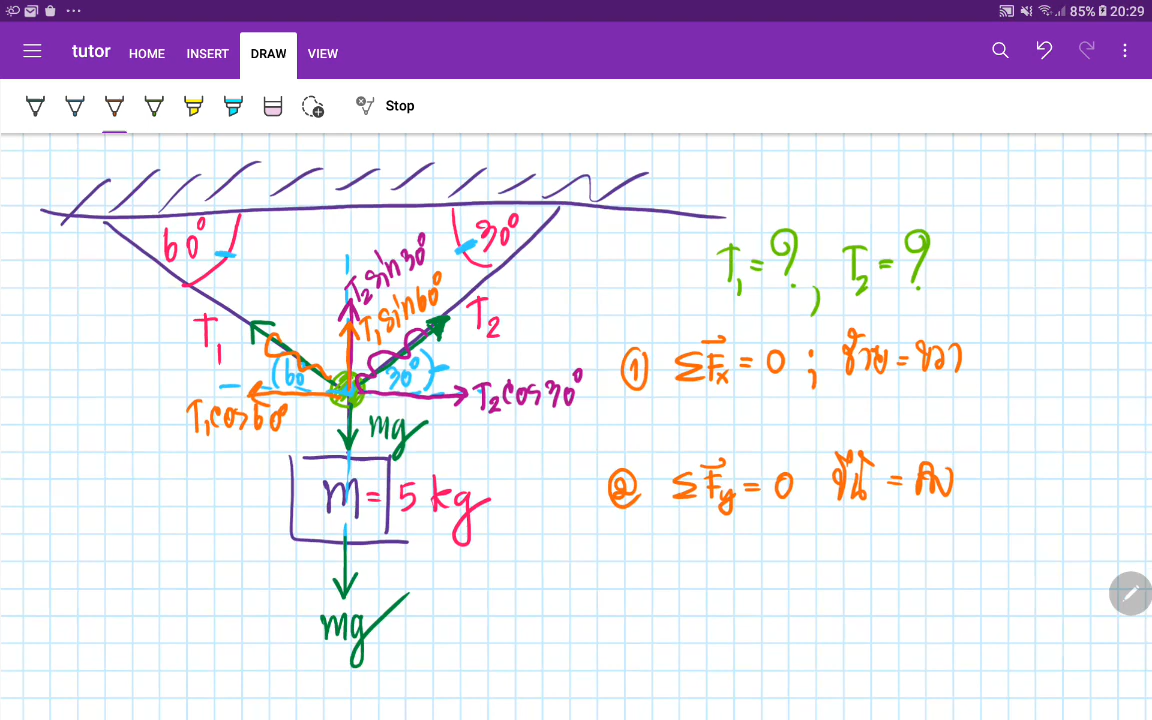 85% 20:29
tutor HOME INSERT DRAW VIEW
Stop
60° 30°
T₂sin30°
T₁sin60°
T₁ T₂
(60 30°)
T₁cos60 T₂cos30°
mg
m = 5 kg
mg
T₁ = ? , T₂ = ?
① ΣF⃗x = 0 ; ซ้าย = ขวา
② ΣF⃗y = 0 ขึ้น = ลง